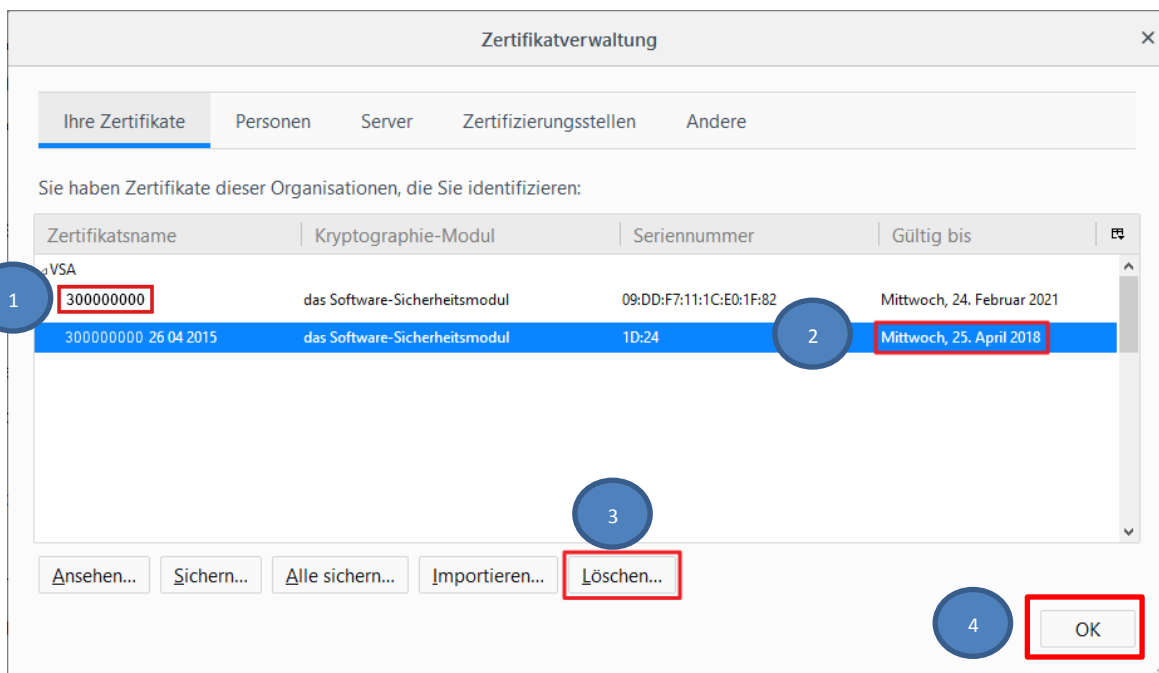 Zertifikatverwaltung
Ihre Zertifikate Personen Server Zertifizierungsstellen Andere
Sie haben Zertifikate dieser Organisationen, die Sie identifizieren:
Zertifikatsname Kryptographie-Modul Seriennummer Gültig bis
VSA
1 300000000 das Software-Sicherheitsmodul 09:DD:F7:11:1C:E0:1F:82 Mittwoch, 24. Februar 2021
300000000 26 04 2015 das Software-Sicherheitsmodul 1D:24 2 Mittwoch, 25. April 2018
3
Ansehen... Sichern... Alle sichern... Importieren... Löschen...
4 OK